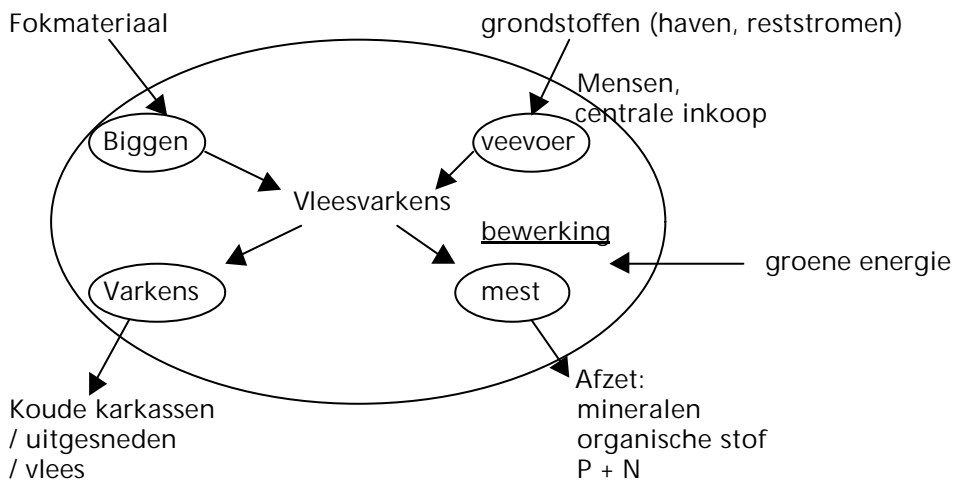 Fokmateriaal
grondstoffen (haven, reststromen)
Mensen,
centrale inkoop
Biggen
veevoer
Vleesvarkens
bewerking
groene energie
Varkens
mest
Koude karkassen
/ uitgesneden
/ vlees
Afzet:
mineralen
organische stof
P + N